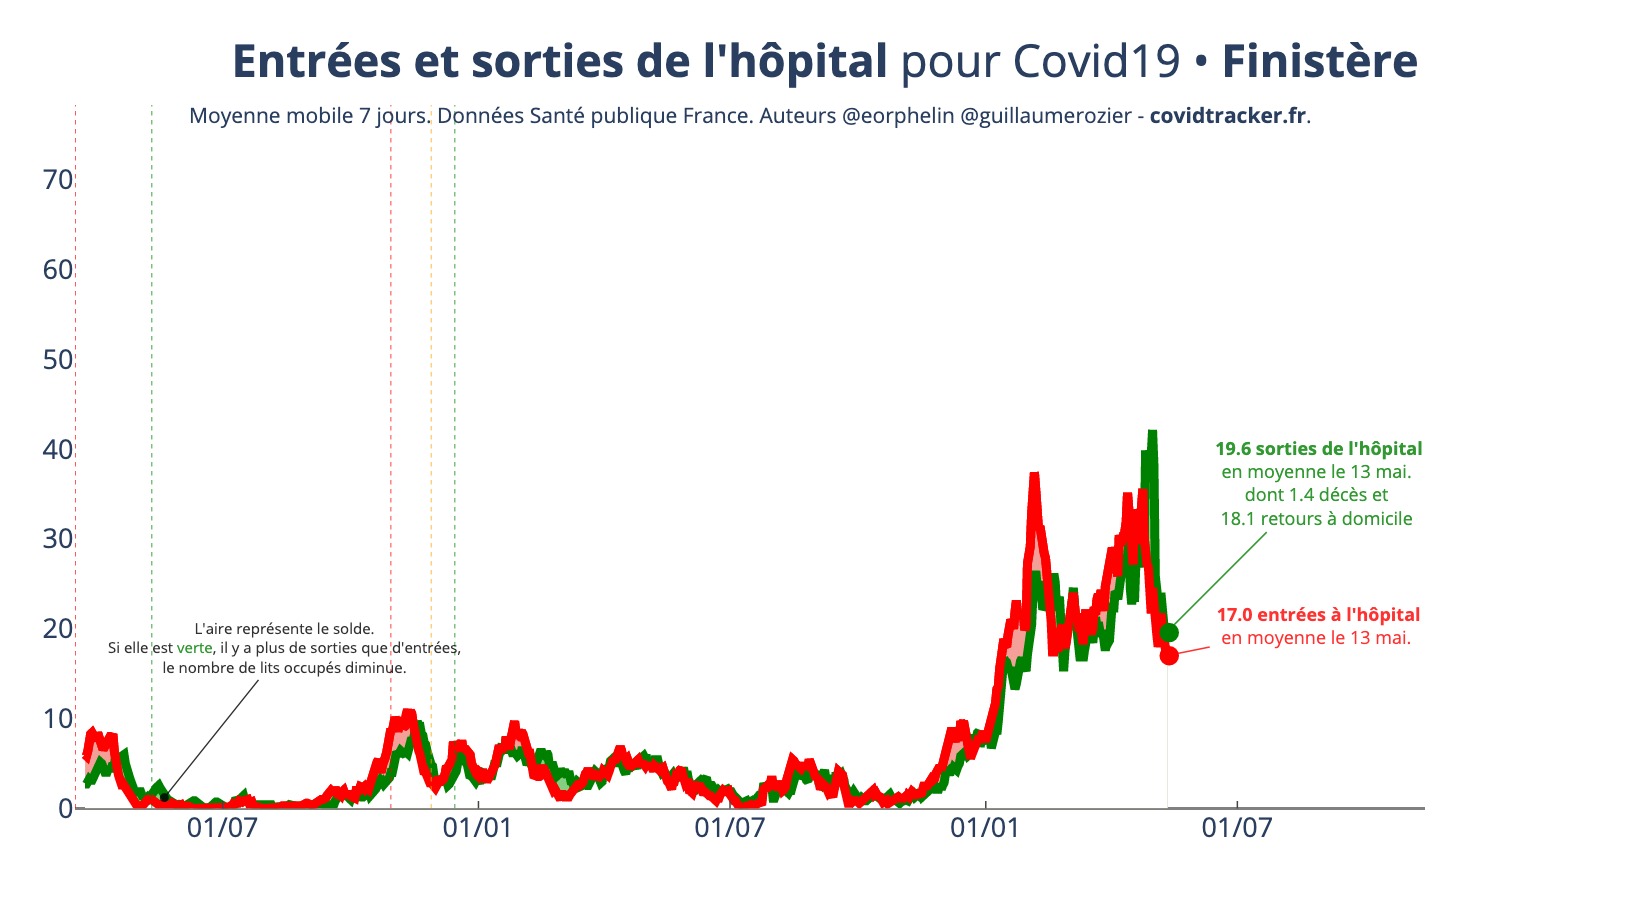 Entrées et sorties de l'hôpital pour Covid19 • Finistère
Moyenne mobile 7 jours. Données Santé publique France. Auteurs @eorphelin @guillaumerozier - covidtracker.fr.
70
60
50
40
30
20
10
0
19.6 sorties de l'hôpital
en moyenne le 13 mai.
dont 1.4 décès et
18.1 retours à domicile
17.0 entrées à l'hôpital
en moyenne le 13 mai.
L'aire représente le solde.
Si elle est verte, il y a plus de sorties que d'entrées,
le nombre de lits occupés diminue.
01/07
01/01
01/07
01/01
01/07